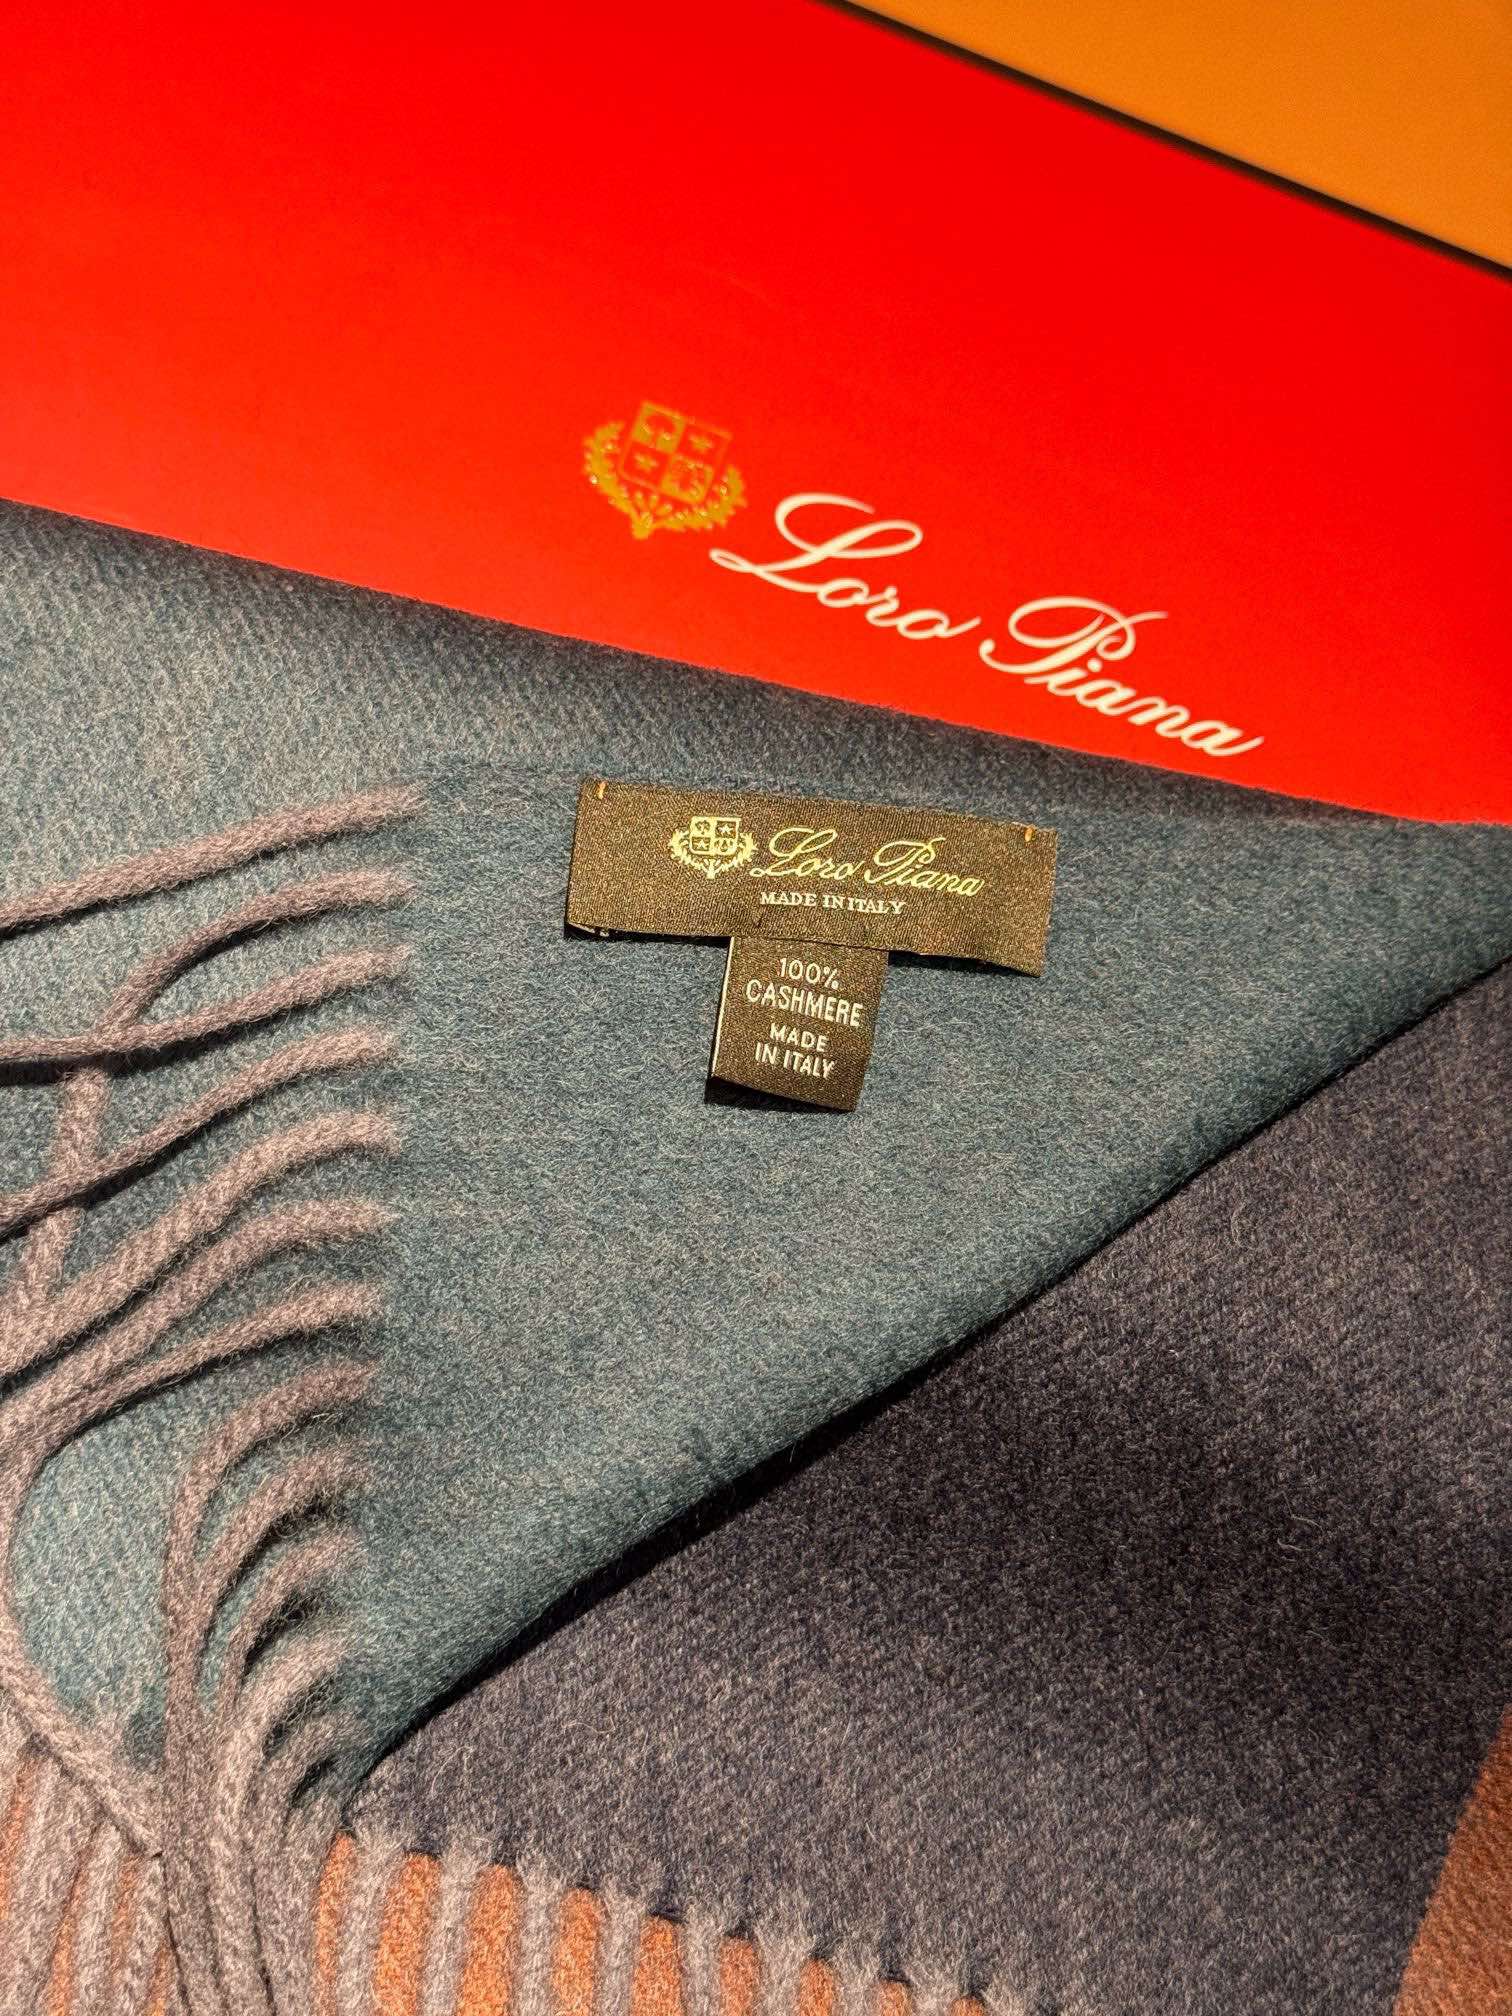 Loro Piana
Loro Piana
MADE IN ITALY
100%
CASHMERE
MADE
IN ITALY